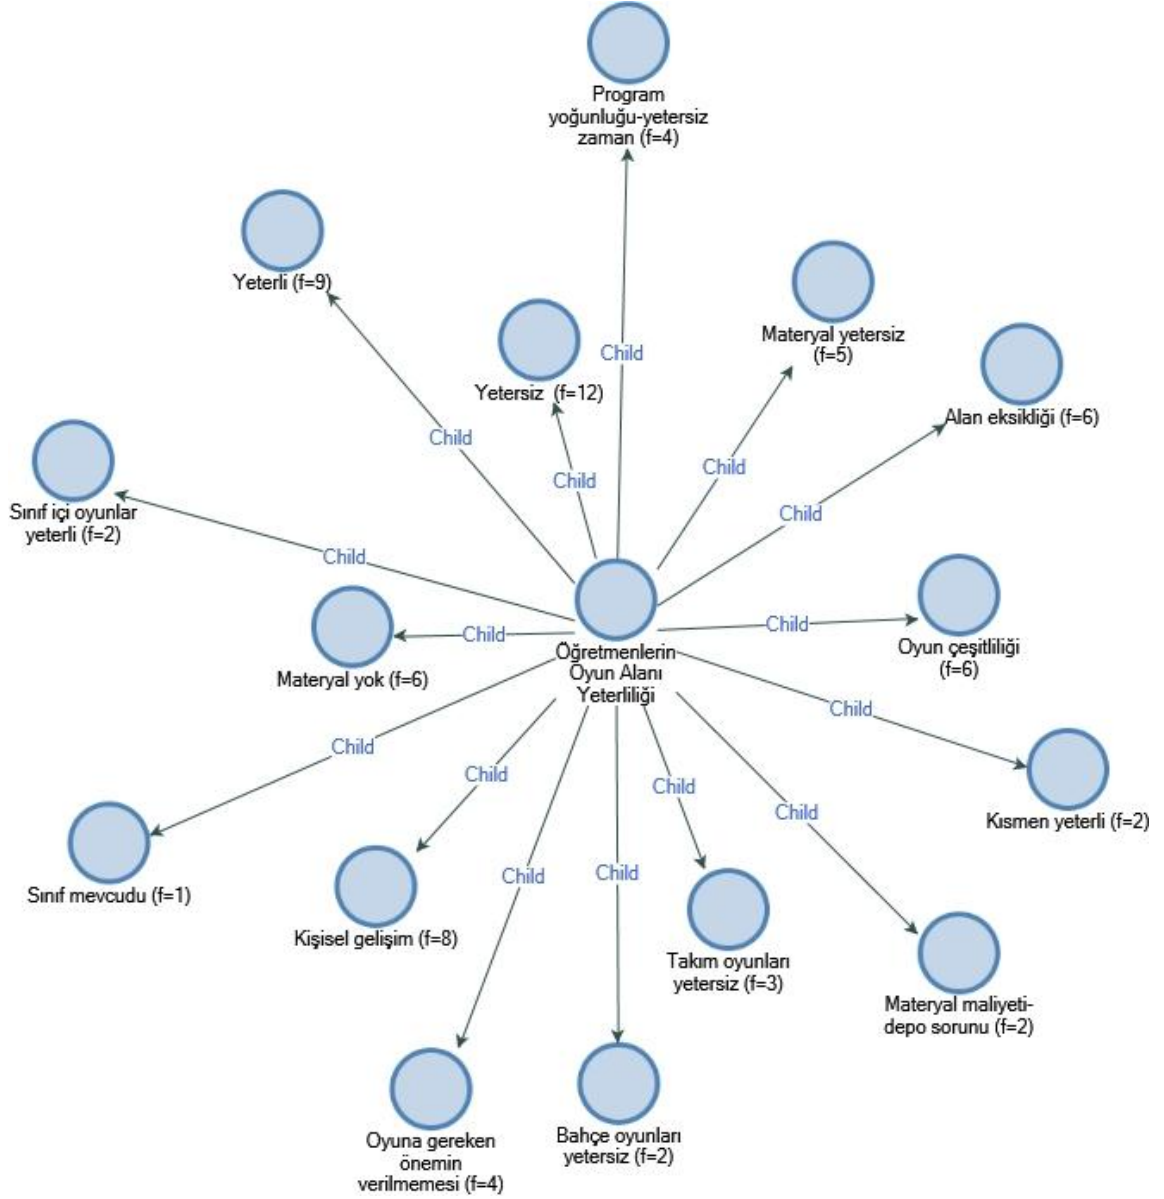 Program
yoğunluğu-yetersiz
zaman (f=4)
Yeterli (f=9)
Materyal yetersiz
(f=5)
Child
Yetersiz (f=12)
Alan eksikliği (f=6)
Child
Child
Child
Child
Sınıf içi oyunlar
yeterli (f=2)
Child
Child
Child
Child
Materyal yok (f=6)
Öğretmenlerin
Oyun Alanı
Yeterliliği
Oyun çeşitliliği
(f=6)
Child
Child
Child
Child
Child
Kısmen yeterli (f=2)
Child
Child
Sınıf mevcudu (f=1)
Kişisel gelişim (f=8)
Takım oyunları
yetersiz (f=3)
Materyal maliyeti-
depo sorunu (f=2)
Oyuna gereken
önemin
verilmemesi (f=4)
Bahçe oyunları
yetersiz (f=2)